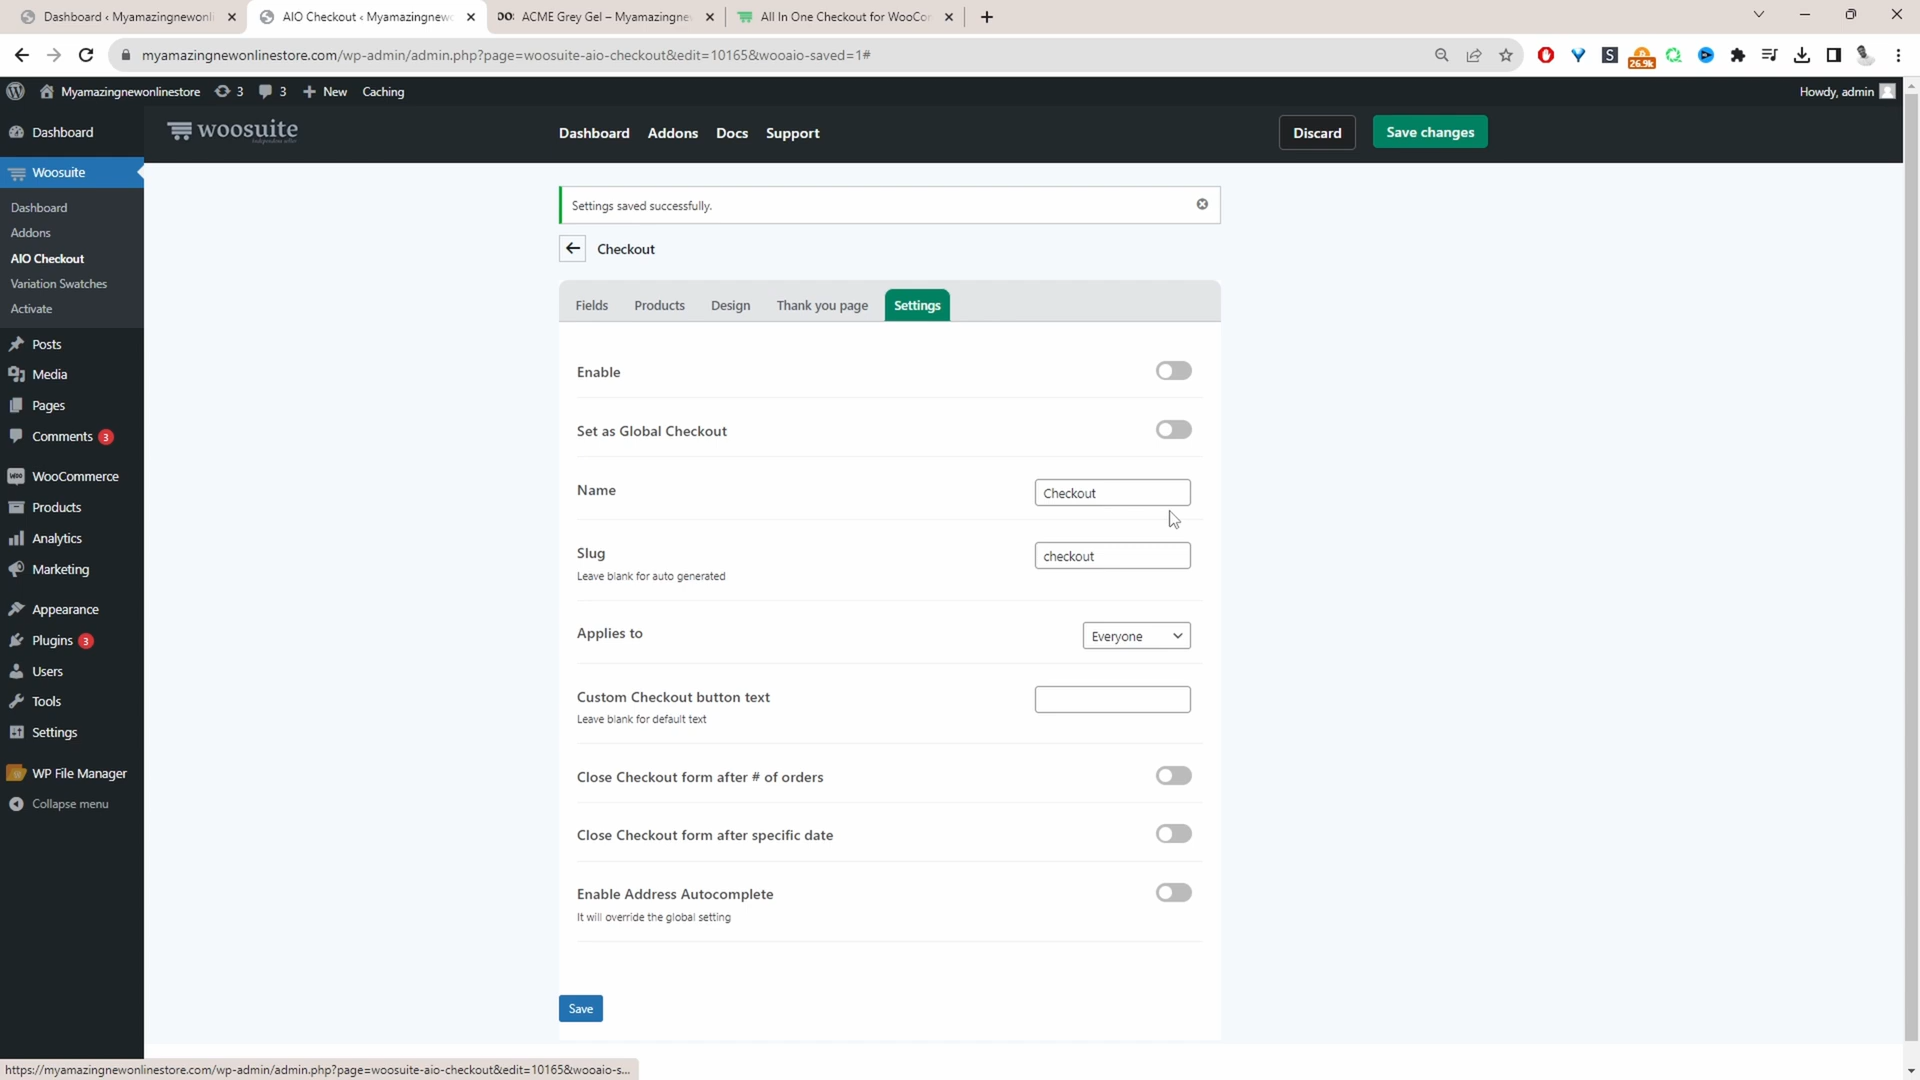 Dashboard ‹ Myamazingnewonli
AIO Checkout ‹ Myamazingnewo
ACME Grey Gel – Myamazingne
All In One Checkout for WooCo
myamazingnewonlinestore.com/wp-admin/admin.php?page=woosuite-aio-checkout&edit=10165&wooaio-saved=1#
26.9k
Myamazingnewonlinestore
3
3
New
Caching
Howdy, admin
Dashboard
woosuite
Dashboard
Addons
Docs
Support
Discard
Save changes
Woosuite
Dashboard
Addons
AIO Checkout
Variation Swatches
Activate
Posts
Media
Pages
Comments 3
WooCommerce
Products
Analytics
Marketing
Appearance
Plugins 3
Users
Tools
Settings
WP File Manager
Collapse menu
Settings saved successfully.
Checkout
Fields
Products
Design
Thank you page
Settings
Enable
Set as Global Checkout
Name
Checkout
Slug
checkout
Leave blank for auto generated
Applies to
Everyone
Custom Checkout button text
Leave blank for default text
Close Checkout form after # of orders
Close Checkout form after specific date
Enable Address Autocomplete
It will override the global setting
Save
https://myamazingnewonlinestore.com/wp-admin/admin.php?page=woosuite-aio-checkout&edit=10165&wooaio-s...